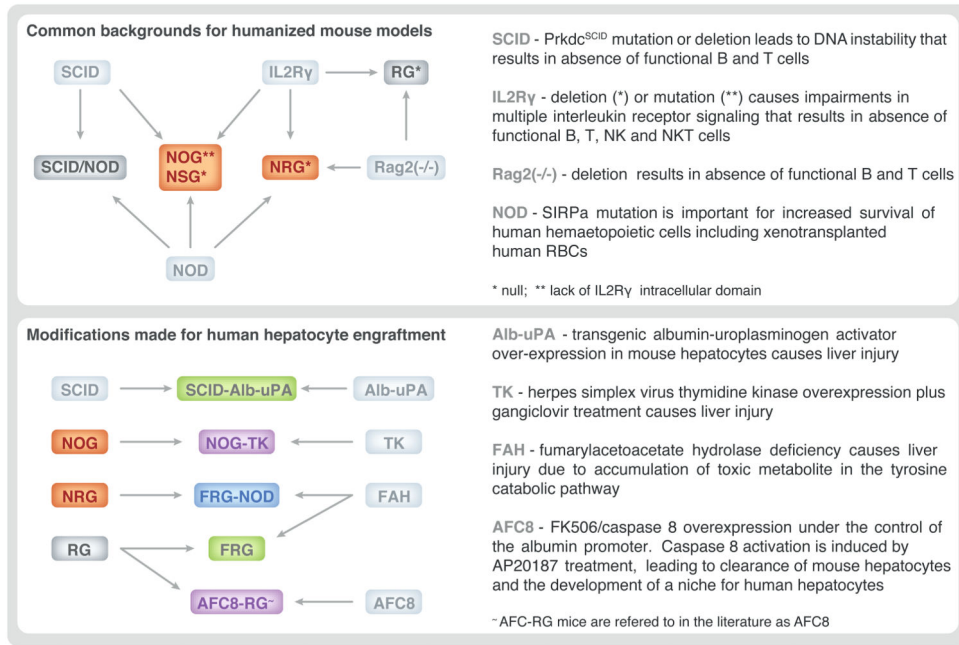 Common backgrounds for humanized mouse models
SCID
IL2Rγ
RG*
SCID/NOD
NOG**
NSG*
NRG*
Rag2(-/-)
NOD
SCID - Prkdc^SCID mutation or deletion leads to DNA instability that
results in absence of functional B and T cells
IL2Rγ - deletion (*) or mutation (**) causes impairments in
multiple interleukin receptor signaling that results in absence of
functional B, T, NK and NKT cells
Rag2(-/-) - deletion results in absence of functional B and T cells
NOD - SIRPa mutation is important for increased survival of
human hemaetopoietic cells including xenotransplanted
human RBCs
* null; ** lack of IL2Rγ intracellular domain
Modifications made for human hepatocyte engraftment
SCID
SCID-Alb-uPA
Alb-uPA
NOG
NOG-TK
TK
NRG
FRG-NOD
FAH
RG
FRG
AFC8-RG~
AFC8
Alb-uPA - transgenic albumin-uroplasminogen activator
over-expression in mouse hepatocytes causes liver injury
TK - herpes simplex virus thymidine kinase overexpression plus
gangiclovir treatment causes liver injury
FAH - fumarylacetoacetate hydrolase deficiency causes liver
injury due to accumulation of toxic metabolite in the tyrosine
catabolic pathway
AFC8 - FK506/caspase 8 overexpression under the control of
the albumin promoter. Caspase 8 activation is induced by
AP20187 treatment, leading to clearance of mouse hepatocytes
and the development of a niche for human hepatocytes
~ AFC-RG mice are refered to in the literature as AFC8